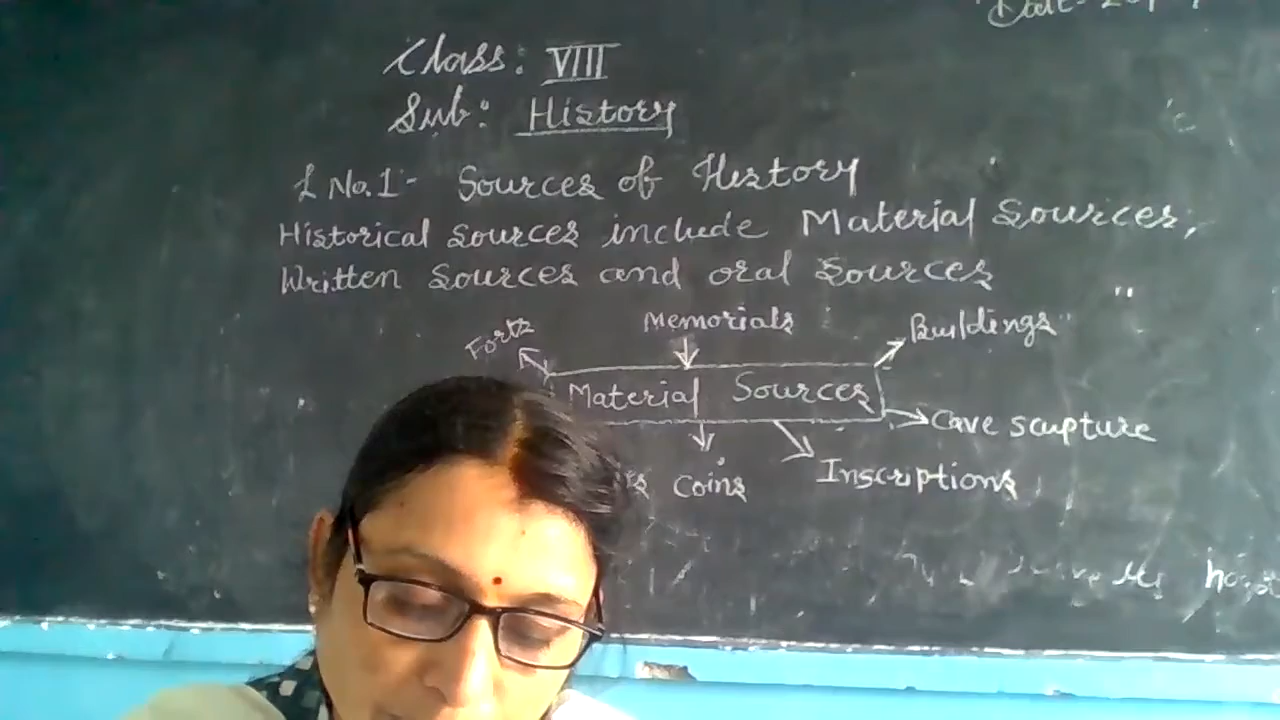 Class: VIII
Sub: History
L No.1- Sources of History
Historical sources include Material Sources,
Written Sources and oral Sources
Forts
Memorials
Buildings
Material Sources
Cave scupture
Coins
Inscriptions